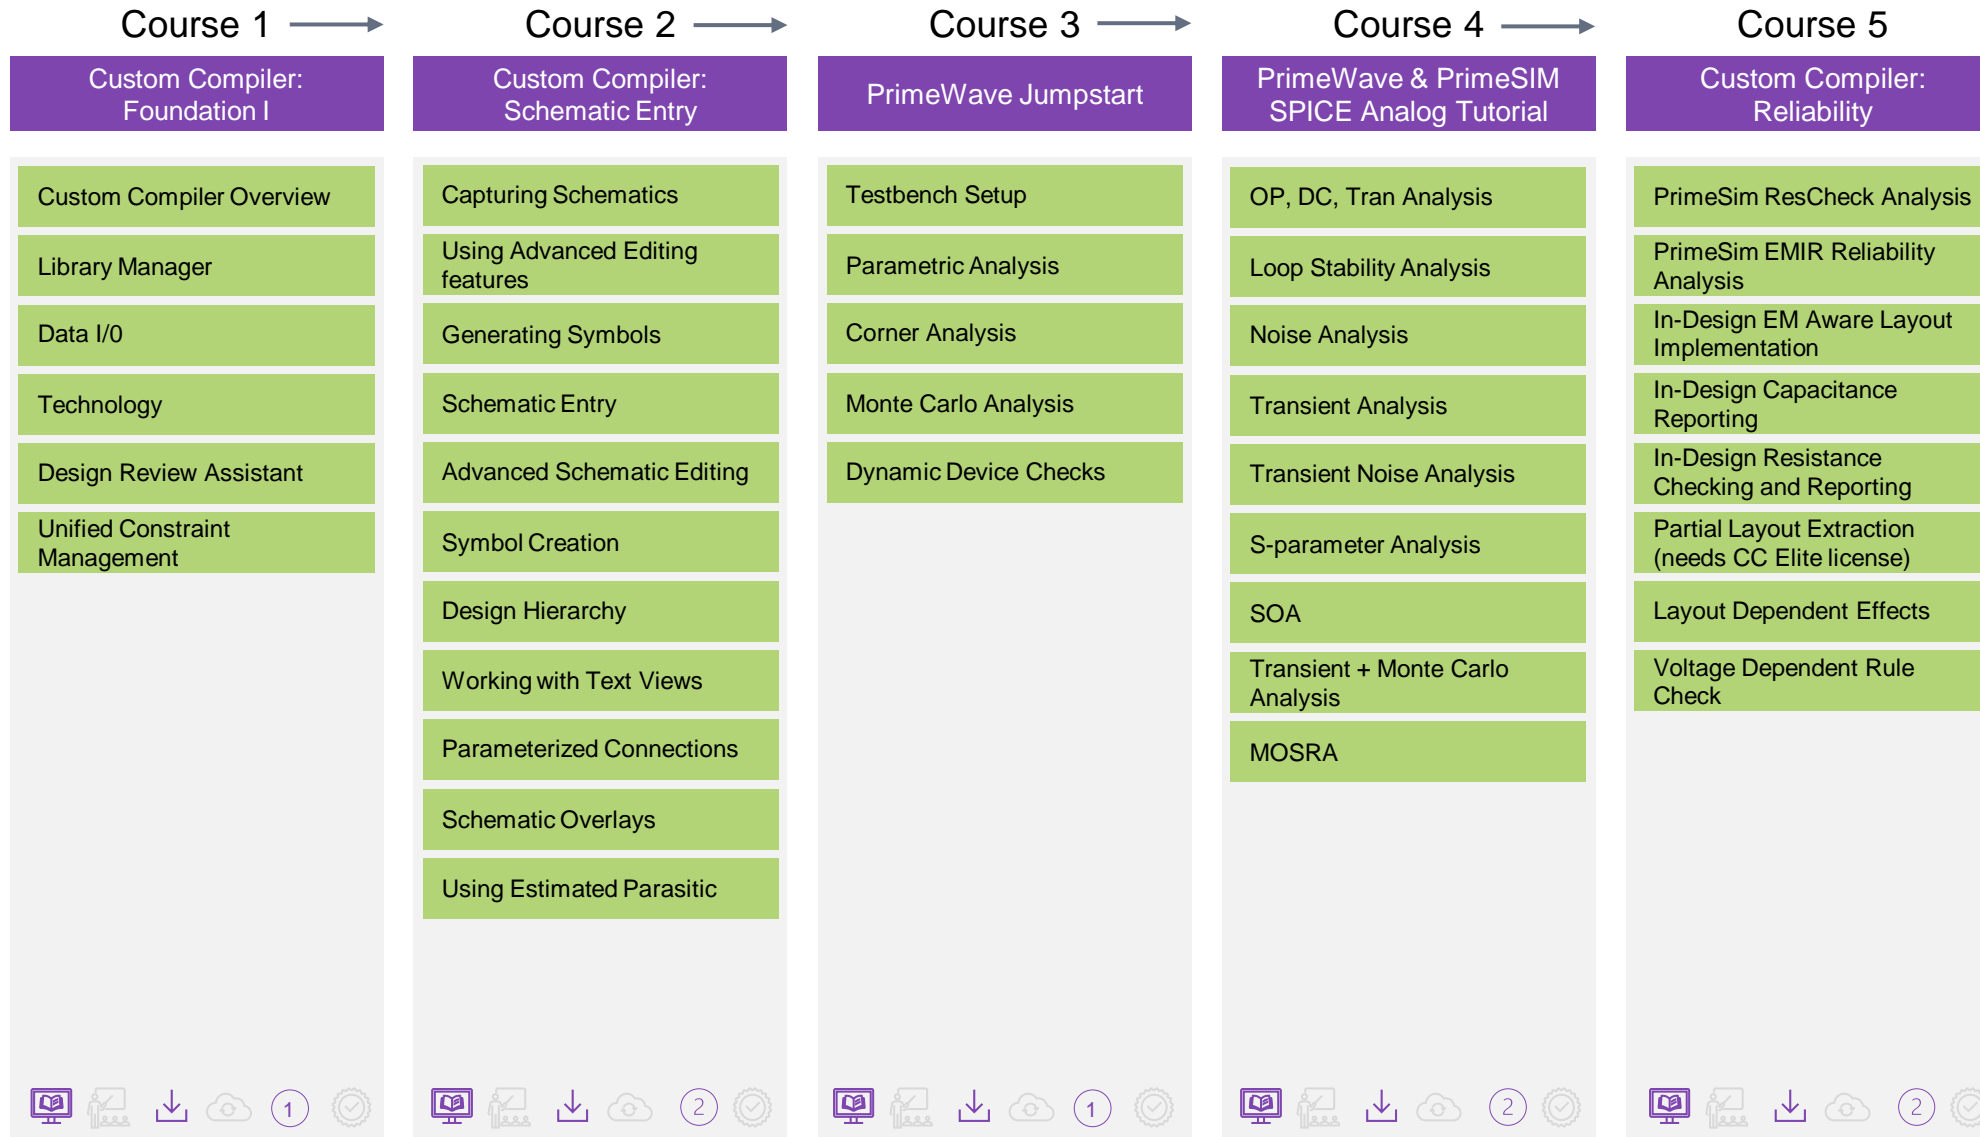 Course 1
Custom Compiler:
Foundation I
Custom Compiler Overview
Library Manager
Data I/0
Technology
Design Review Assistant
Unified Constraint
Management
1
Course 2
Custom Compiler:
Schematic Entry
Capturing Schematics
Using Advanced Editing
features
Generating Symbols
Schematic Entry
Advanced Schematic Editing
Symbol Creation
Design Hierarchy
Working with Text Views
Parameterized Connections
Schematic Overlays
Using Estimated Parasitic
2
Course 3
PrimeWave Jumpstart
Testbench Setup
Parametric Analysis
Corner Analysis
Monte Carlo Analysis
Dynamic Device Checks
1
Course 4
PrimeWave & PrimeSIM
SPICE Analog Tutorial
OP, DC, Tran Analysis
Loop Stability Analysis
Noise Analysis
Transient Analysis
Transient Noise Analysis
S-parameter Analysis
SOA
Transient + Monte Carlo
Analysis
MOSRA
2
Course 5
Custom Compiler:
Reliability
PrimeSim ResCheck Analysis
PrimeSim EMIR Reliability
Analysis
In-Design EM Aware Layout
Implementation
In-Design Capacitance
Reporting
In-Design Resistance
Checking and Reporting
Partial Layout Extraction
(needs CC Elite license)
Layout Dependent Effects
Voltage Dependent Rule
Check
2